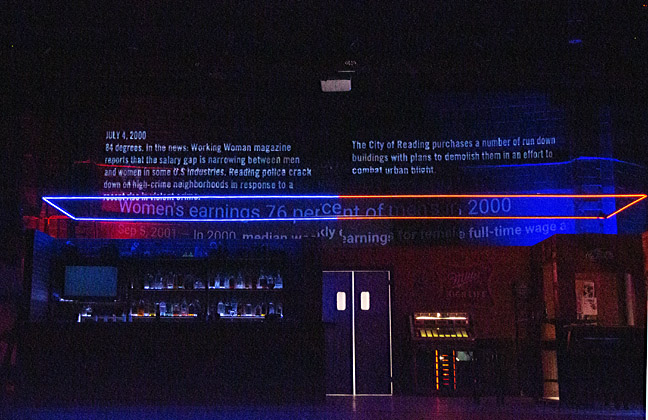 JULY 4, 2000
84 degrees. In the news: Working Woman magazine
reports that the salary gap is narrowing between men
and women in some U S industries. Reading police crack
down on high-crime neighborhoods in response to a
The City of Reading purchases a number of run down
buildings with plans to demolish them in an effort to
combat urban blight
Women's earnings 76 percent of 2000
Sep 5, 2001 — In 2000, median weekly earnings for female full-time wage a